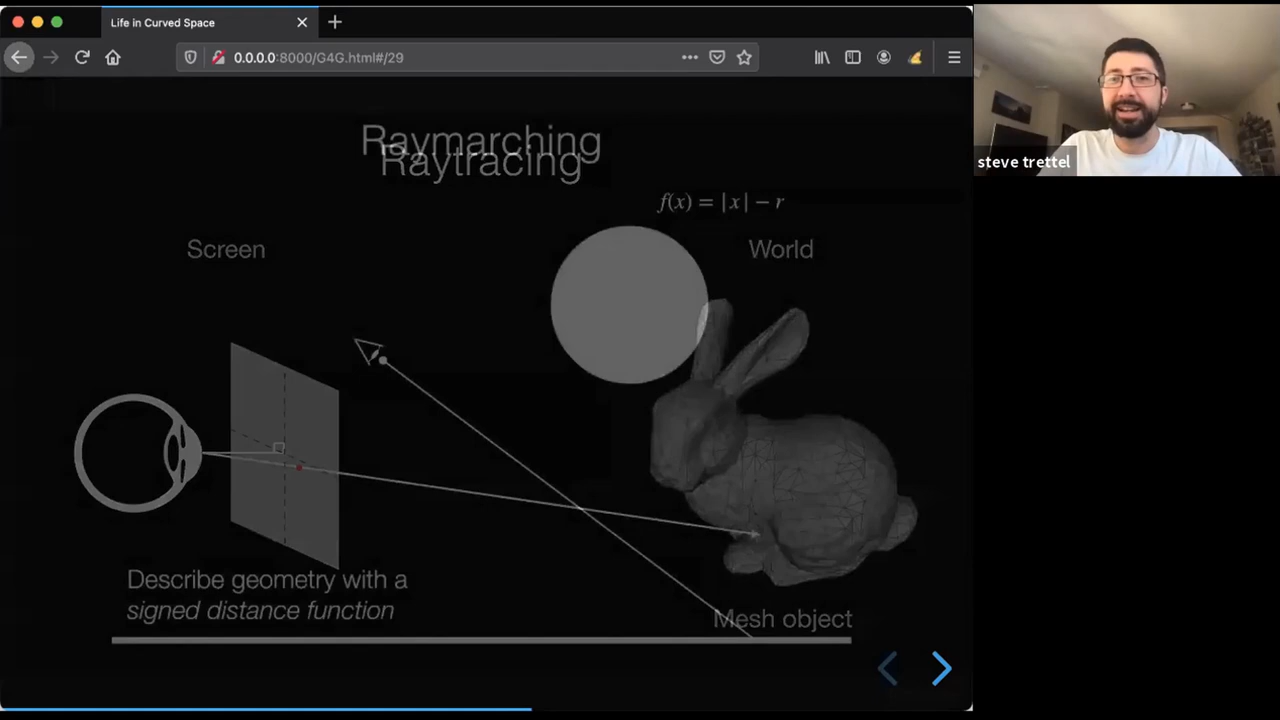 Life in Curved Space
0.0.0.0:8000/G4G.html#/29
Raymarching
Raytracing
f(x) = |x| − r
Screen
World
Describe geometry with a
signed distance function
Mesh object
steve trettel